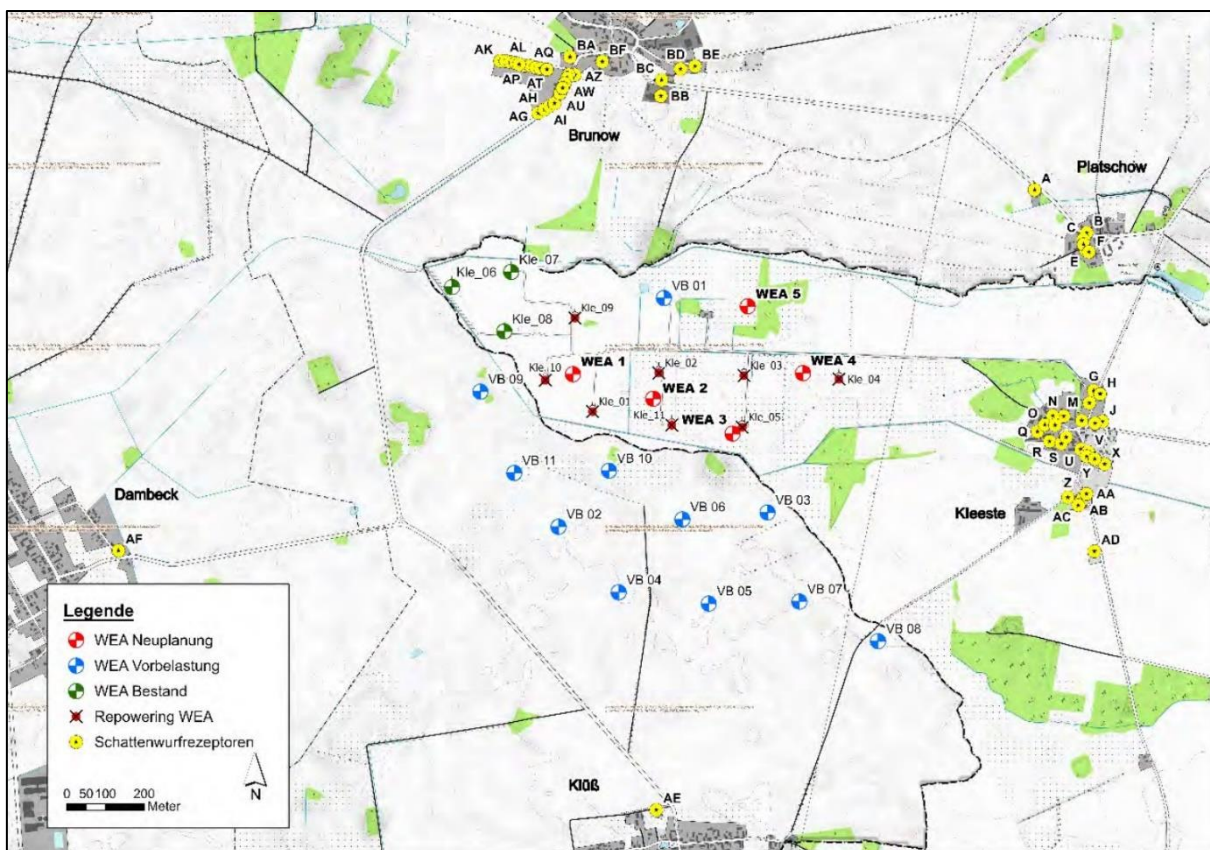 AK
AL
AQ
BA
BF
BD
BE
AP
AT
AZ
BC
AH
AW
BB
AG
AU
AI
Brunow
A
Platschow
B
C
F
E
Kle_07
Kle_06
VB 01
WEA 5
Kle_09
Kle_08
WEA 1
Kle_02
Kle_03
WEA 4
Kle_10
Kle_04
VB 09
WEA 2
Kle_01
Kle_11
WEA 3
Kle_05
G
H
N
M
J
O
Q
V
R
S
U
X
Y
VB 11
VB 10
Dambeck
Z
AA
VB 03
VB 06
Kleeste
AC
AB
VB 02
AF
AD
VB 04
VB 05
VB 07
VB 08
Legende
WEA Neuplanung
WEA Vorbelastung
WEA Bestand
Repowering WEA
Schattenwurfrezeptoren
0 50 100 200
Meter
N
Klüß
AE